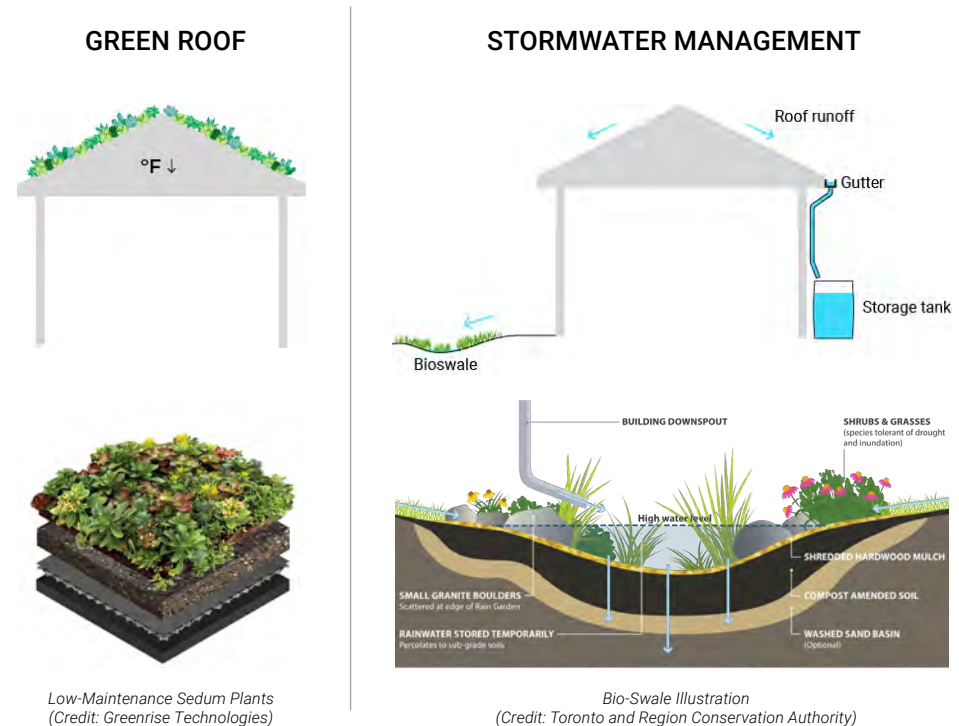 GREEN ROOF
°F ↓
Low-Maintenance Sedum Plants
(Credit: Greenrise Technologies)
STORMWATER MANAGEMENT
Roof runoff
Gutter
Storage tank
Bioswale
BUILDING DOWNSPOUT
SHRUBS & GRASSES
(species tolerant of drought
and inundation)
High water level
SHREDDED HARDWOOD MULCH
SMALL GRANITE BOULDERS
Scattered at edge of Rain Garden
COMPOST AMENDED SOIL
RAINWATER STORED TEMPORARILY
Percolates to sub-grade soils
WASHED SAND BASIN
(Optional)
Bio-Swale Illustration
(Credit: Toronto and Region Conservation Authority)